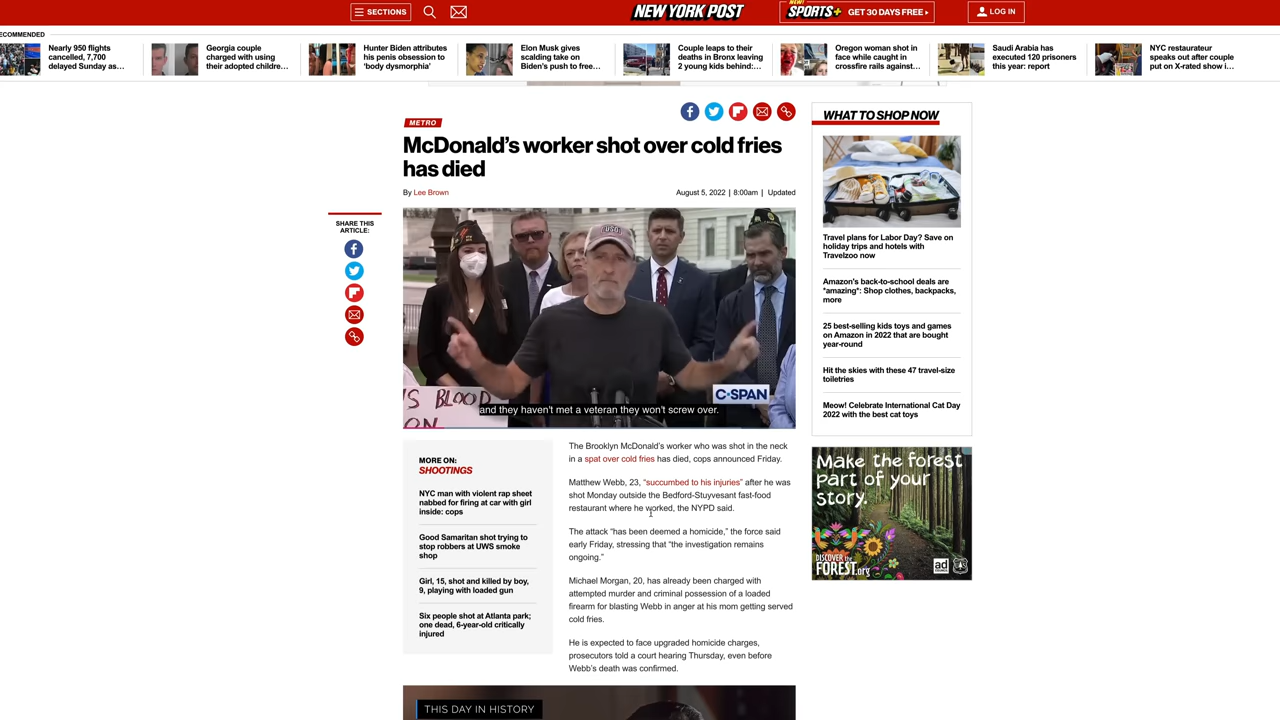 SECTIONS
NEW YORK POST
NEW!
SPORTS+ GET 30 DAYS FREE
LOG IN
ECOMMENDED
Nearly 950 flights
cancelled, 7,700
delayed Sunday as…
Georgia couple
charged with using
their adopted childre…
Hunter Biden attributes
his penis obsession to
'body dysmorphia'
Elon Musk gives
scalding take on
Biden's push to free…
Couple leaps to their
deaths in Bronx leaving
2 young kids behind:…
Oregon woman shot in
face while caught in
crossfire rails against…
Saudi Arabia has
executed 120 prisoners
this year: report
NYC restaurateur
speaks out after couple
put on X-rated show i…
METRO
McDonald's worker shot over cold fries
has died
By Lee Brown
August 5, 2022 | 8:00am | Updated
SHARE THIS
ARTICLE:
USO
C-SPAN
'S BLOOD
ON
and they haven't met a veteran they won't screw over.
MORE ON:
SHOOTINGS
NYC man with violent rap sheet
nabbed for firing at car with girl
inside: cops
Good Samaritan shot trying to
stop robbers at UWS smoke
shop
Girl, 15, shot and killed by boy,
9, playing with loaded gun
Six people shot at Atlanta park;
one dead, 6-year-old critically
injured
The Brooklyn McDonald's worker who was shot in the neck
in a spat over cold fries has died, cops announced Friday.
Matthew Webb, 23, "succumbed to his injuries" after he was
shot Monday outside the Bedford-Stuyvesant fast-food
restaurant where he worked, the NYPD said.
The attack "has been deemed a homicide," the force said
early Friday, stressing that "the investigation remains
ongoing."
Michael Morgan, 20, has already been charged with
attempted murder and criminal possession of a loaded
firearm for blasting Webb in anger at his mom getting served
cold fries.
He is expected to face upgraded homicide charges,
prosecutors told a court hearing Thursday, even before
Webb's death was confirmed.
THIS DAY IN HISTORY
WHAT TO SHOP NOW
Travel plans for Labor Day? Save on
holiday trips and hotels with
Travelzoo now
Amazon's back-to-school deals are
*amazing*: Shop clothes, backpacks,
more
25 best-selling kids toys and games
on Amazon in 2022 that are bought
year-round
Hit the skies with these 47 travel-size
toiletries
Meow! Celebrate International Cat Day
2022 with the best cat toys
Make the forest
part of your
story.
DISCOVER the
FOREST.org
ad